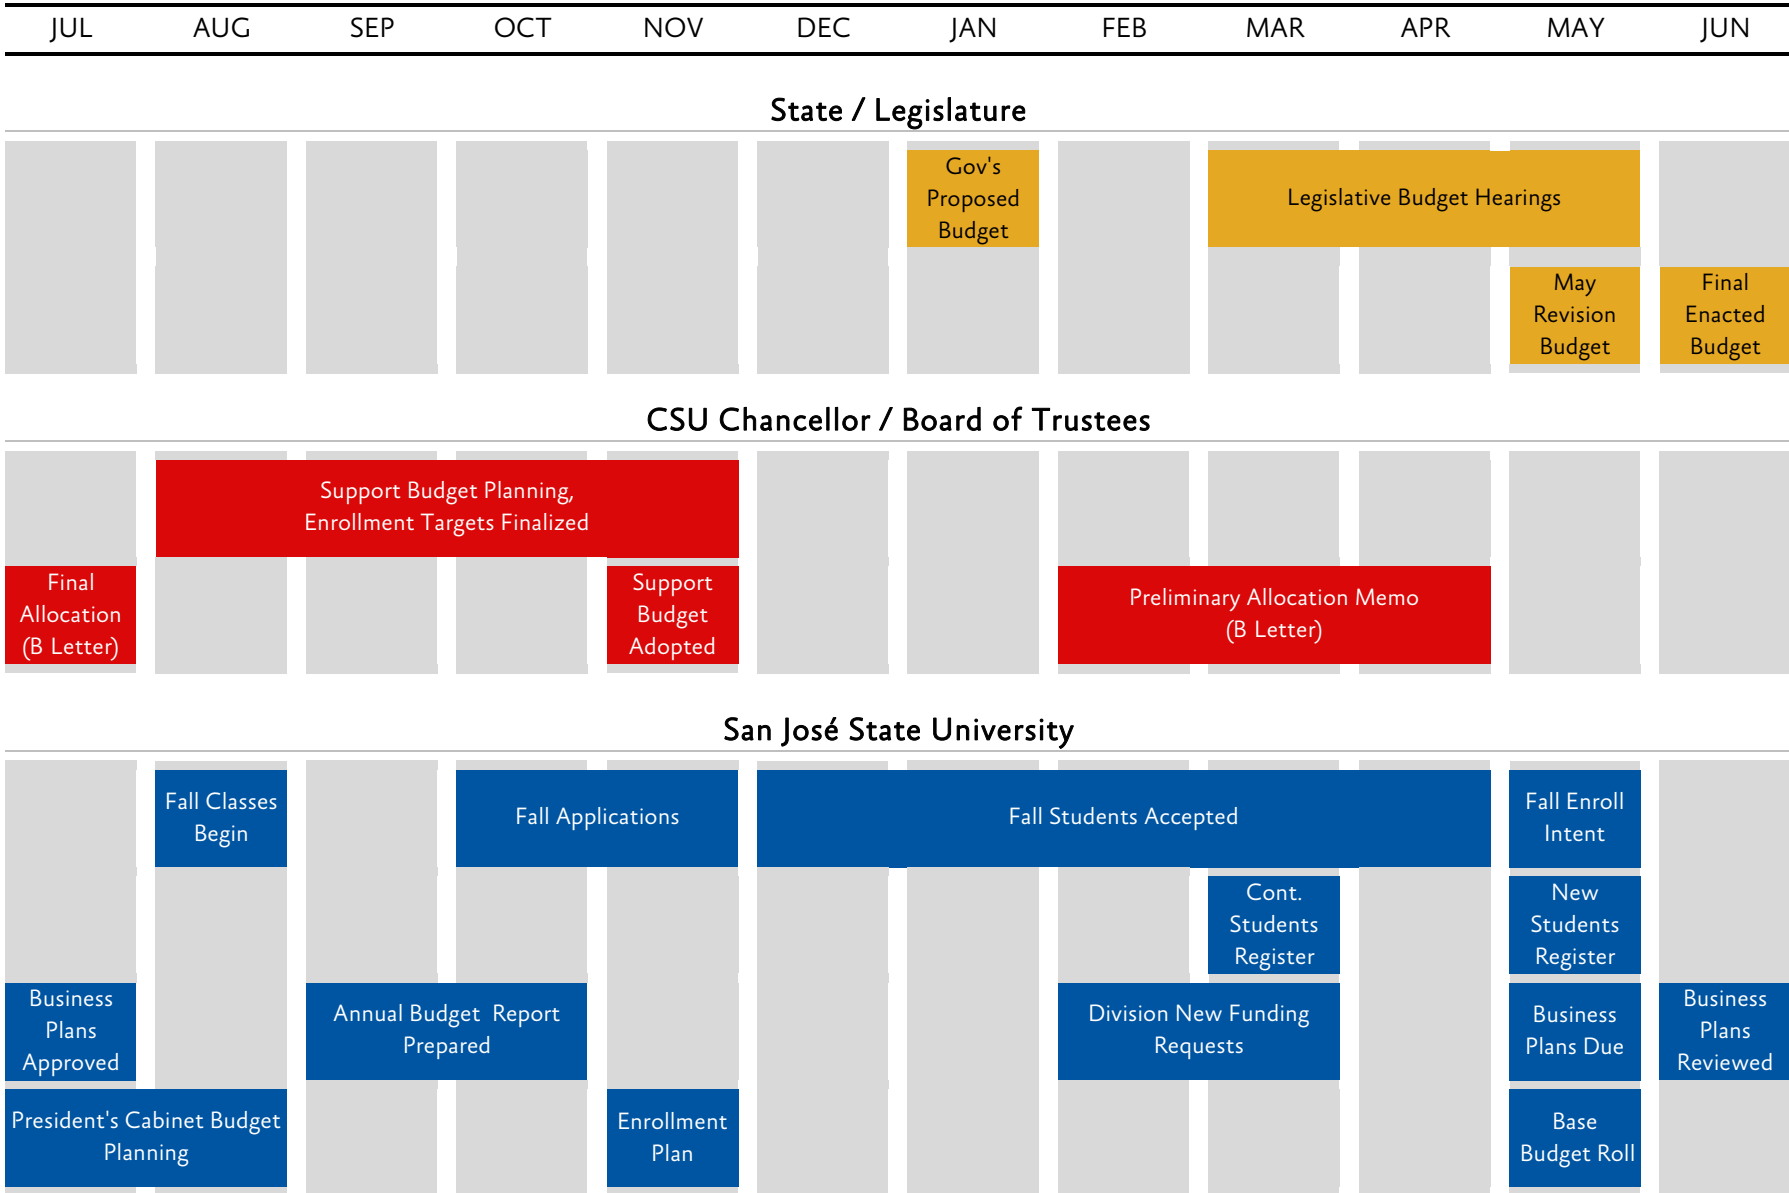 JUL AUG SEP OCT NOV DEC JAN FEB MAR APR MAY JUN
State / Legislature
Gov's
Proposed
Budget
Legislative Budget Hearings
May
Revision
Budget
Final
Enacted
Budget
CSU Chancellor / Board of Trustees
Support Budget Planning,
Enrollment Targets Finalized
Final
Allocation
(B Letter)
Support
Budget
Adopted
Preliminary Allocation Memo
(B Letter)
San José State University
Fall Classes
Begin
Fall Applications
Fall Students Accepted
Fall Enroll
Intent
Cont.
Students
Register
New
Students
Register
Business
Plans
Approved
Annual Budget Report
Prepared
Division New Funding
Requests
Business
Plans Due
Business
Plans
Reviewed
President's Cabinet Budget
Planning
Enrollment
Plan
Base
Budget Roll